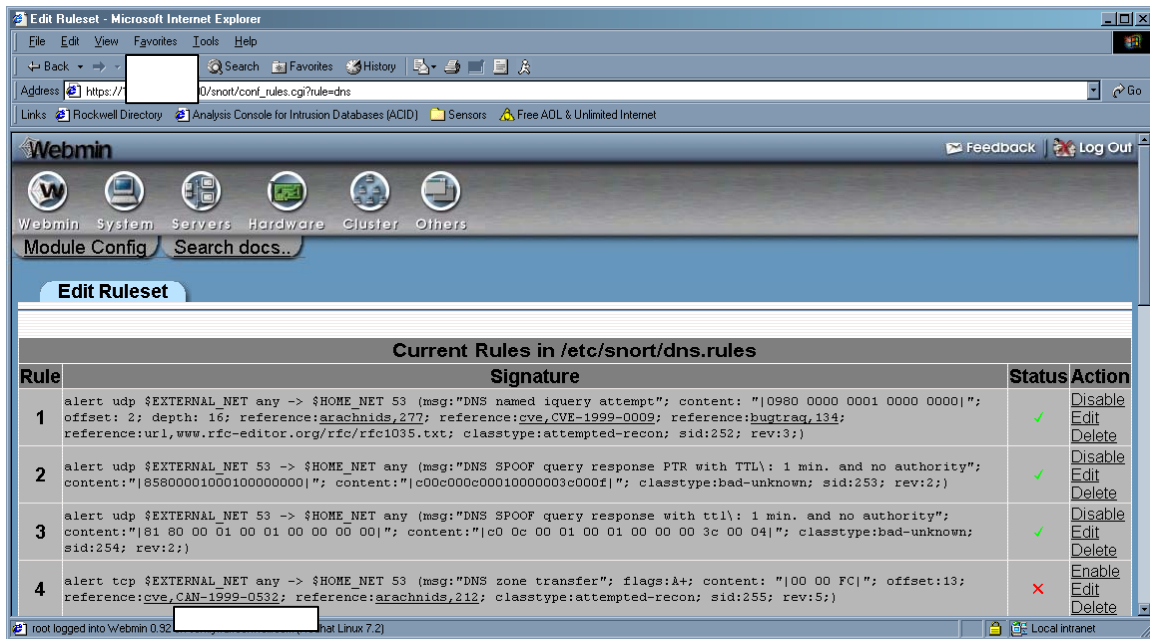 Edit Ruleset - Microsoft Internet Explorer
File Edit View Favorites Tools Help
Back Search Favorites History
Address https://1 0/snort/conf_rules.cgi?rule=dns Go
Links Rockwell Directory Analysis Console for Intrusion Databases (ACID) Sensors Free AOL & Unlimited Internet
Webmin Feedback Log Out
Webmin System Servers Hardware Cluster Others
Module Config Search docs..
Edit Ruleset
Current Rules in /etc/snort/dns.rules
Rule Signature Status Action
1
alert udp $EXTERNAL_NET any -> $HOME_NET 53 (msg:"DNS named iquery attempt"; content: "|0980 0000 0001 0000 0000|";
offset: 2; depth: 16; reference:arachnids,277; reference:cve,CVE-1999-0009; reference:bugtraq,134;
reference:url,www.rfc-editor.org/rfc/rfc1035.txt; classtype:attempted-recon; sid:252; rev:3;)
Disable
Edit
Delete
2
alert udp $EXTERNAL_NET 53 -> $HOME_NET any (msg:"DNS SPOOF query response PTR with TTL\: 1 min. and no authority";
content:"|85800001000100000000|"; content:"|c00c000c00010000003c000f|"; classtype:bad-unknown; sid:253; rev:2;)
Disable
Edit
Delete
3
alert udp $EXTERNAL_NET 53 -> $HOME_NET any (msg:"DNS SPOOF query response with ttl\: 1 min. and no authority";
content:"|81 80 00 01 00 01 00 00 00 00|"; content:"|c0 0c 00 01 00 01 00 00 00 3c 00 04|"; classtype:bad-unknown;
sid:254; rev:2;)
Disable
Edit
Delete
4
alert tcp $EXTERNAL_NET any -> $HOME_NET 53 (msg:"DNS zone transfer"; flags:A+; content: "|00 00 FC|"; offset:13;
reference:cve,CAN-1999-0532; reference:arachnids,212; classtype:attempted-recon; sid:255; rev:5;)
Enable
Edit
Delete
root logged into Webmin 0.92 hat Linux 7.2) Local intranet